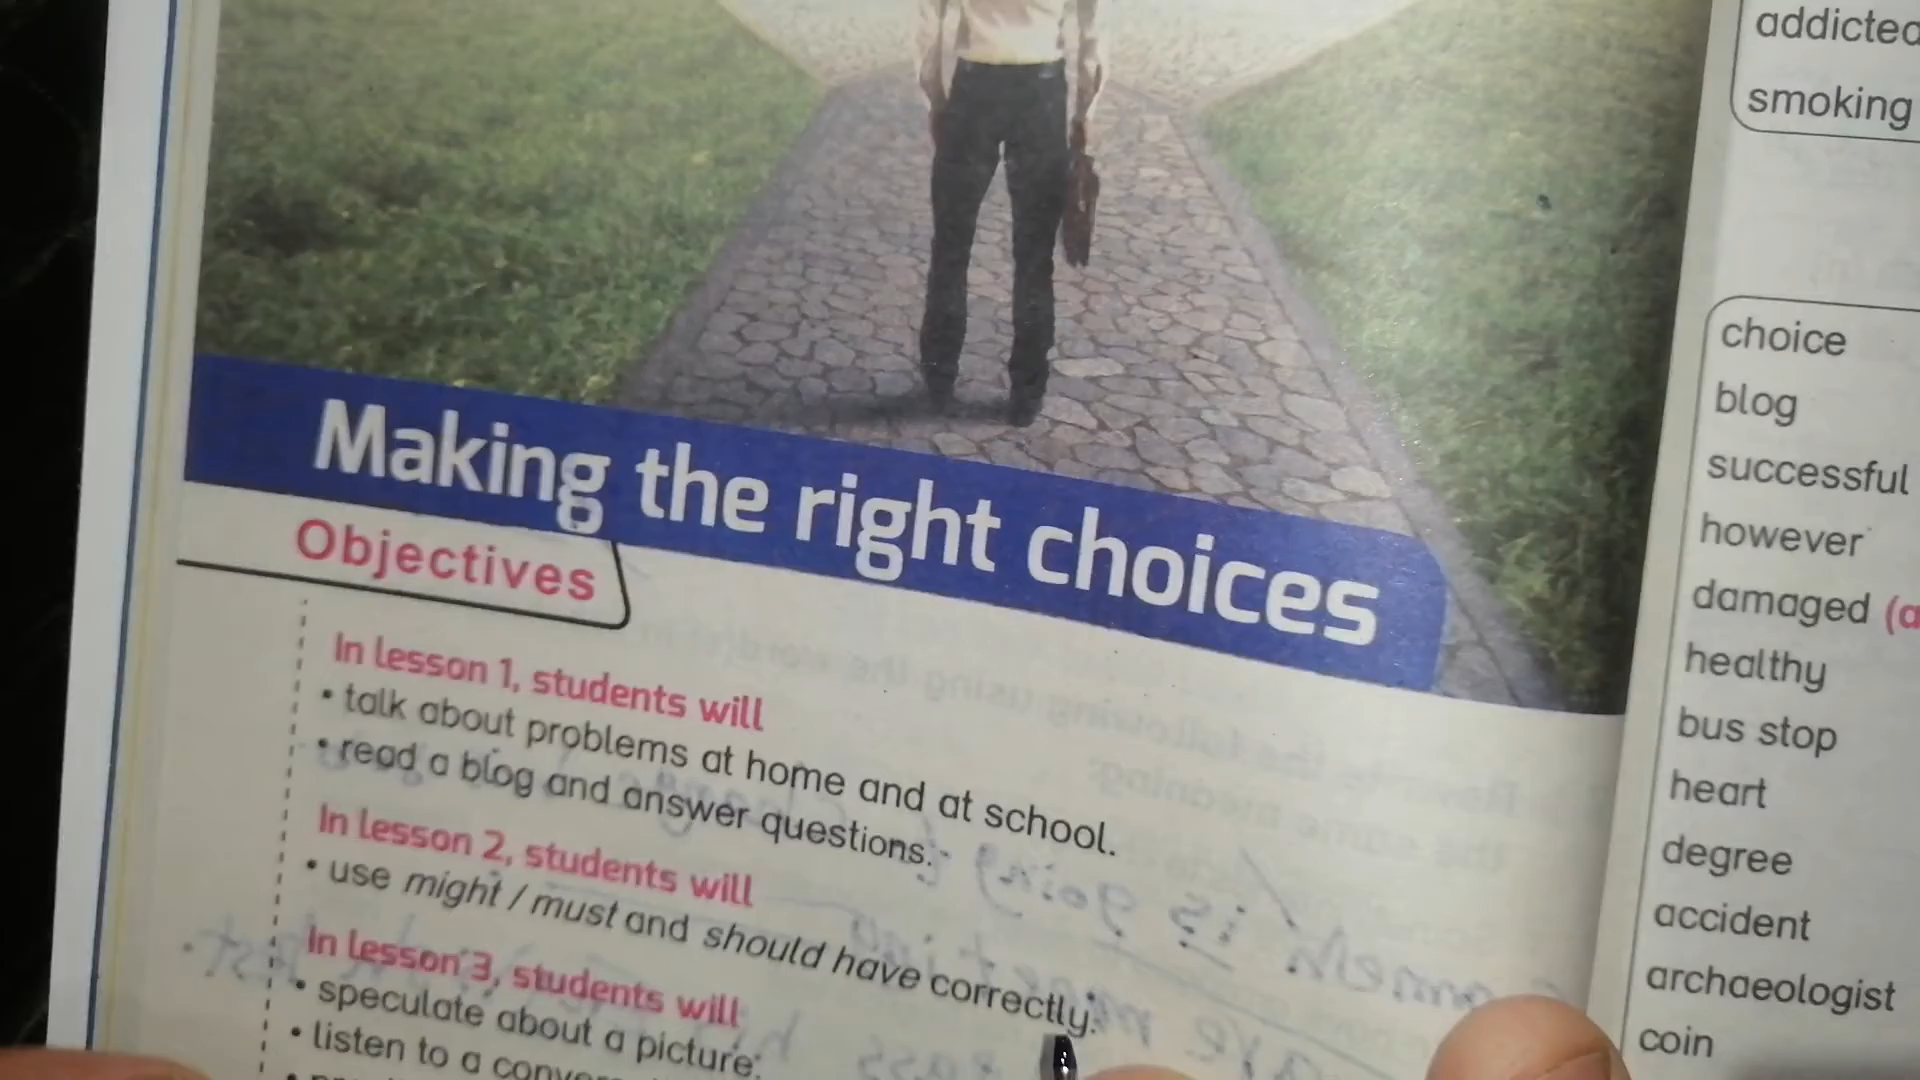 Making the right choices
Objectives
In lesson 1, students will
• talk about problems at home and at school.
• read a blog and answer questions.
In lesson 2, students will
• use might / must and should have correctly.
In lesson 3, students will
• speculate about a picture.
• listen to a
addicted
smoking
choice
blog
successful
however
damaged
healthy
bus stop
heart
degree
accident
archaeologist
coin